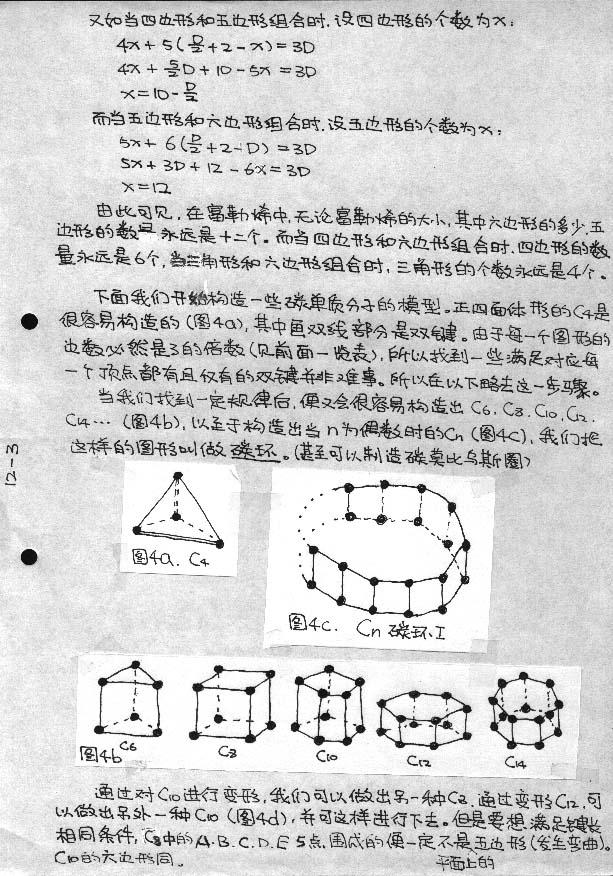 又如当四边形和五边形组合时，设四边形的个数为x：
4x+5(D/2+2-x)=3D
4x+5/2D+10-5x=3D
x=10-D/2
而当五边形和六边形组合时，设五边形的个数为x：
5x+6(D/2+2-D)=3D
5x+3D+12-6x=3D
x=12
由此可见，在富勒烯中，无论富勒烯的大小，其中六边形的多少，五
边形的数量永远是十二个。而当四边形和六边形组合时，四边形的数
量永远是6个，当三角形和六边形组合时，三角形的个数永远是4个。
下面我们开始构造一些碳单质分子的模型。正四面体形的C4是
很容易构造的(图4a)，其中画双线部分是双键。由于每一个图形的
边数必然是3的倍数(见前面一览表)，所以找到一些满足对应每
一个顶点都有且仅有的双键并非难事。所以在以下略去这一步骤。
当我们找到一定规律后，便又会很容易构造出C6、C8、C10、C12、
C14…(图4b)，以至于构造出当n为偶数时的Cn(图4c)，我们把
这样的图形叫做碳环。(甚至可以制造碳莫比乌斯圈)
12-3
图4a. C4
图4c. Cn 碳环I
C6 C8 C10 C12 C14
图4b
通过对C10进行变形，我们可以做出另一种C8.通过变形C12，可
以做出另外一种C10(图4d)，并可这样进行下去。但是要想满足键长
相同条件，C8中的A.B.C.D.E 5点围成的便一定不是五边形(发生弯曲)。
平面上的
C10的六边形同。